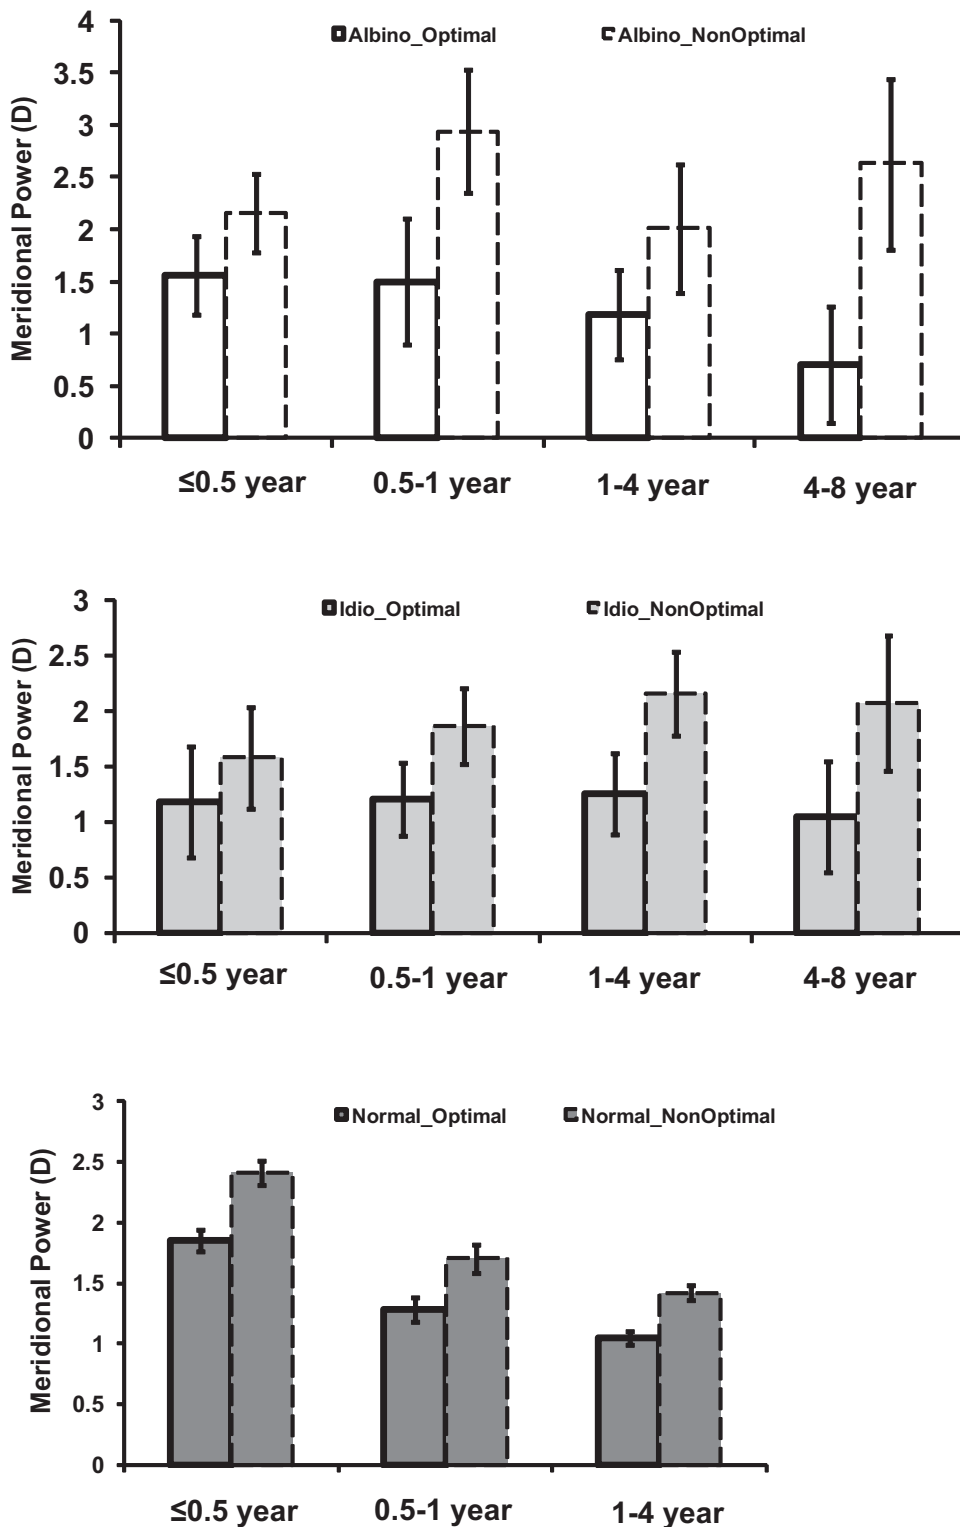 Albino_Optimal Albino_NonOptimal
Meridional Power (D)
4
3.5
3
2.5
2
1.5
1
0.5
0
≤0.5 year 0.5-1 year 1-4 year 4-8 year
Idio_Optimal Idio_NonOptimal
Meridional Power (D)
3
2.5
2
1.5
1
0.5
0
≤0.5 year 0.5-1 year 1-4 year 4-8 year
Normal_Optimal Normal_NonOptimal
Meridional Power (D)
3
2.5
2
1.5
1
0.5
0
≤0.5 year 0.5-1 year 1-4 year